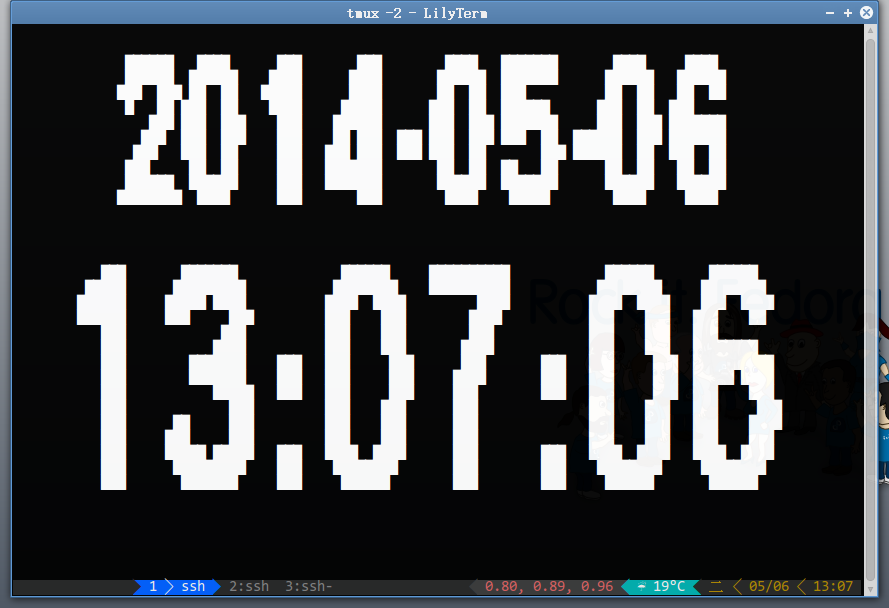 tmux -2 - LilyTerm
2014-05-06
13:07:06
1 ssh 2:ssh 3:ssh- 0.80, 0.89, 0.96 19°C 二 05/06 13:07